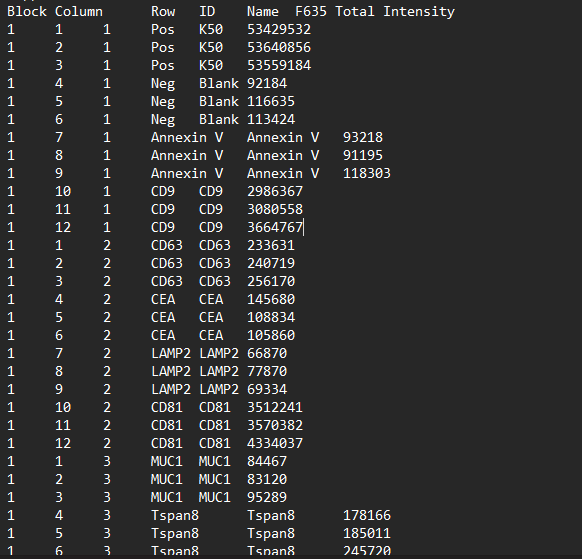 Block Column Row ID Name F635 Total Intensity
1 1 1 Pos K50 53429532
1 2 1 Pos K50 53640856
1 3 1 Pos K50 53559184
1 4 1 Neg Blank 92184
1 5 1 Neg Blank 116635
1 6 1 Neg Blank 113424
1 7 1 Annexin V Annexin V 93218
1 8 1 Annexin V Annexin V 91195
1 9 1 Annexin V Annexin V 118303
1 10 1 CD9 CD9 2986367
1 11 1 CD9 CD9 3080558
1 12 1 CD9 CD9 3664767
1 1 2 CD63 CD63 233631
1 2 2 CD63 CD63 240719
1 3 2 CD63 CD63 256170
1 4 2 CEA CEA 145680
1 5 2 CEA CEA 108834
1 6 2 CEA CEA 105860
1 7 2 LAMP2 LAMP2 66870
1 8 2 LAMP2 LAMP2 77870
1 9 2 LAMP2 LAMP2 69334
1 10 2 CD81 CD81 3512241
1 11 2 CD81 CD81 3570382
1 12 2 CD81 CD81 4334037
1 1 3 MUC1 MUC1 84467
1 2 3 MUC1 MUC1 83120
1 3 3 MUC1 MUC1 95289
1 4 3 Tspan8 Tspan8 178166
1 5 3 Tspan8 Tspan8 185011
1 6 3 Tspan8 Tspan8 245720